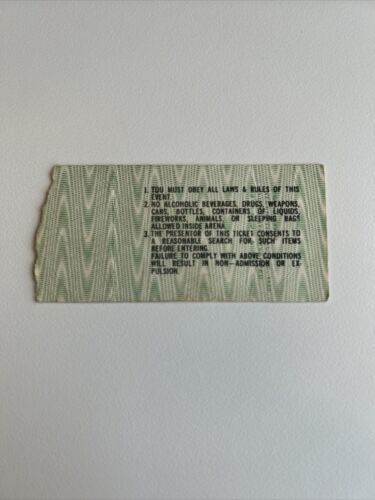 1. YOU MUST OBEY ALL LAWS & RULES OF THIS
EVENT.
2. NO ALCOHOLIC BEVERAGES, DRUGS, WEAPONS,
CANS, BOTTLES, CONTAINERS OF LIQUIDS,
FIREWORKS, ANIMALS, OR SLEEPING BAGS
ALLOWED INSIDE ARENA.
3. THE PRESENTOR OF THIS TICKET CONSENTS TO
A REASONABLE SEARCH FOR SUCH ITEMS
BEFORE ENTERING.
FAILURE TO COMPLY WITH ABOVE CONDITIONS
WILL RESULT IN NON-ADMISSION OR EX-
PULSION.